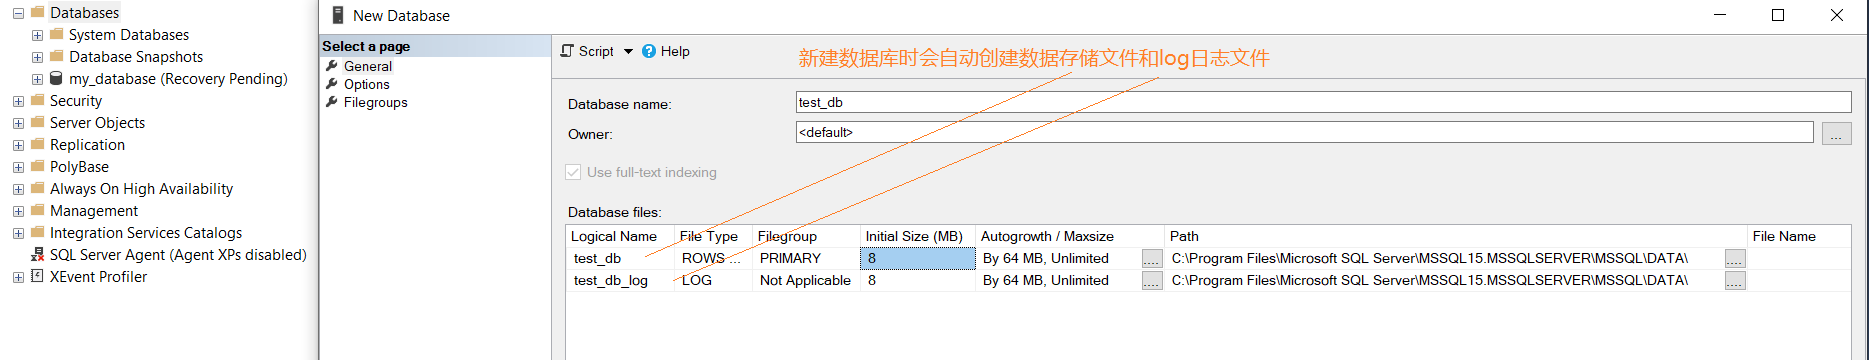 Databases
System Databases
Database Snapshots
my_database (Recovery Pending)
Security
Server Objects
Replication
PolyBase
Always On High Availability
Management
Integration Services Catalogs
SQL Server Agent (Agent XPs disabled)
XEvent Profiler
New Database
Select a page
General
Options
Filegroups
Script Help
新建数据库时会自动创建数据存储文件和log日志文件
Database name: test_db
Owner: <default> ...
Use full-text indexing
Database files:
Logical Name File Type Filegroup Initial Size (MB) Autogrowth / Maxsize Path File Name
test_db ROWS ... PRIMARY 8 By 64 MB, Unlimited .... C:\Program Files\Microsoft SQL Server\MSSQL15.MSSQLSERVER\MSSQL\DATA\ ....
test_db_log LOG Not Applicable 8 By 64 MB, Unlimited .... C:\Program Files\Microsoft SQL Server\MSSQL15.MSSQLSERVER\MSSQL\DATA\ ....